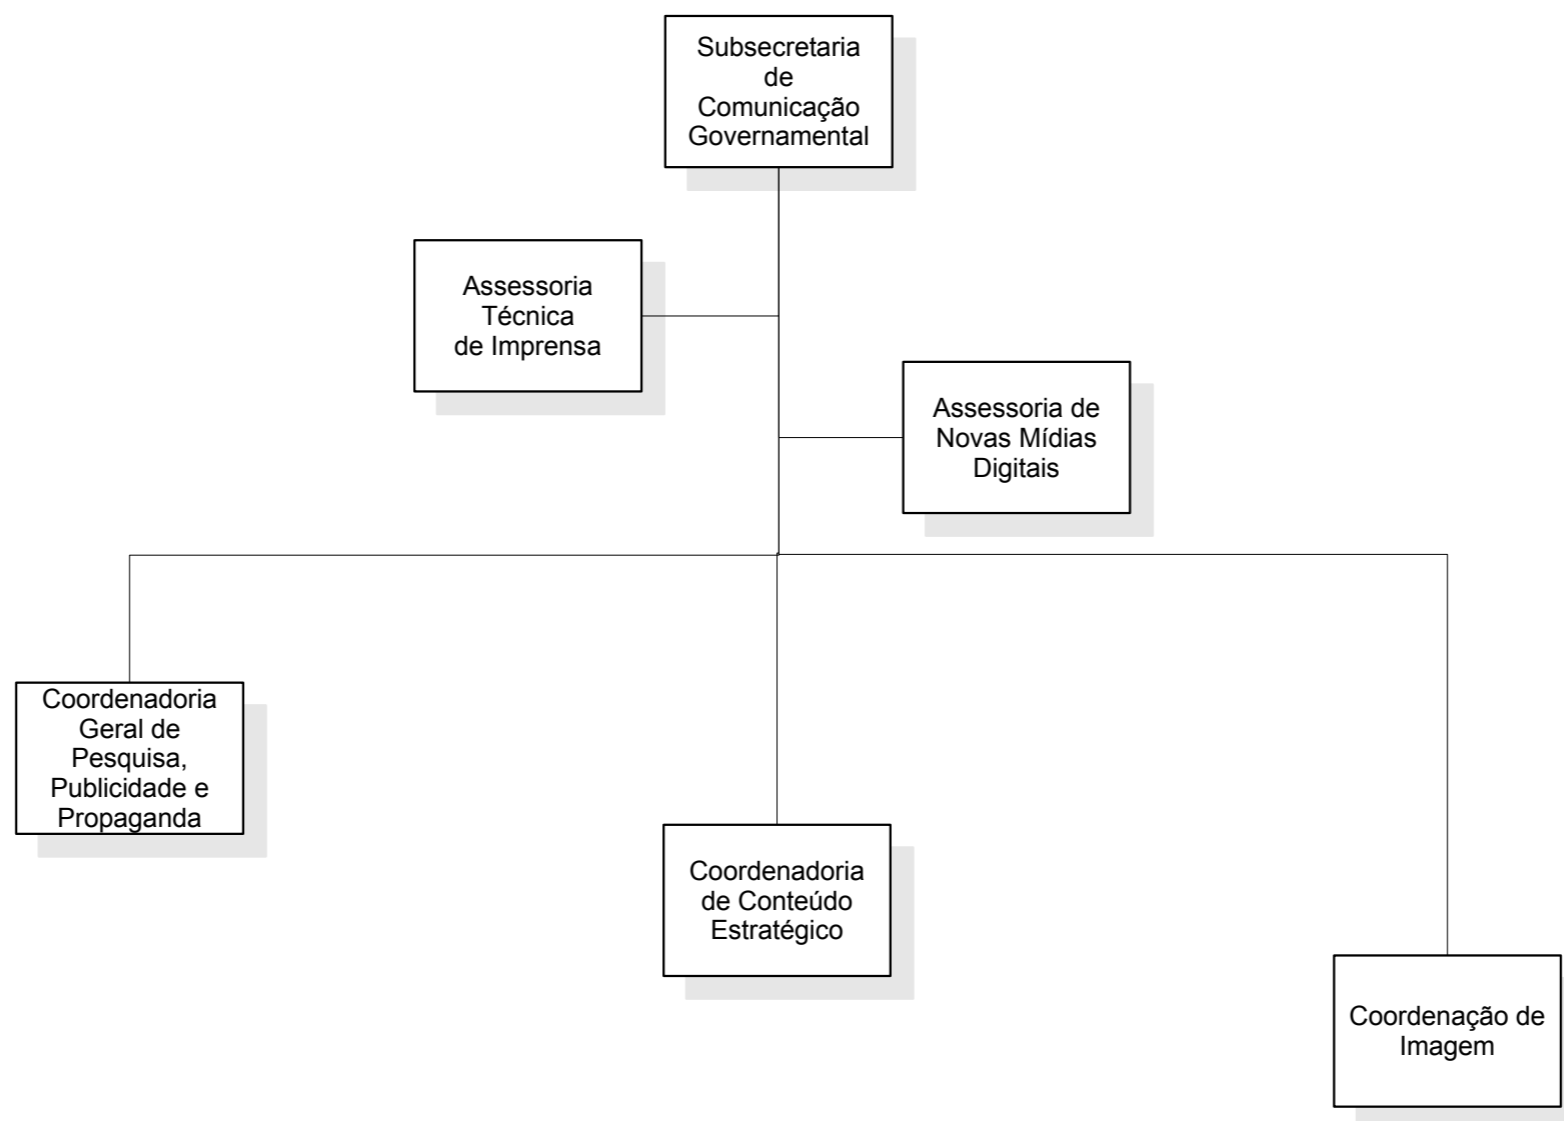 Subsecretaria
de
Comunicação
Governamental
Assessoria
Técnica
de Imprensa
Assessoria de
Novas Mídias
Digitais
Coordenadoria
Geral de
Pesquisa,
Publicidade e
Propaganda
Coordenadoria
de Conteúdo
Estratégico
Coordenação de
Imagem